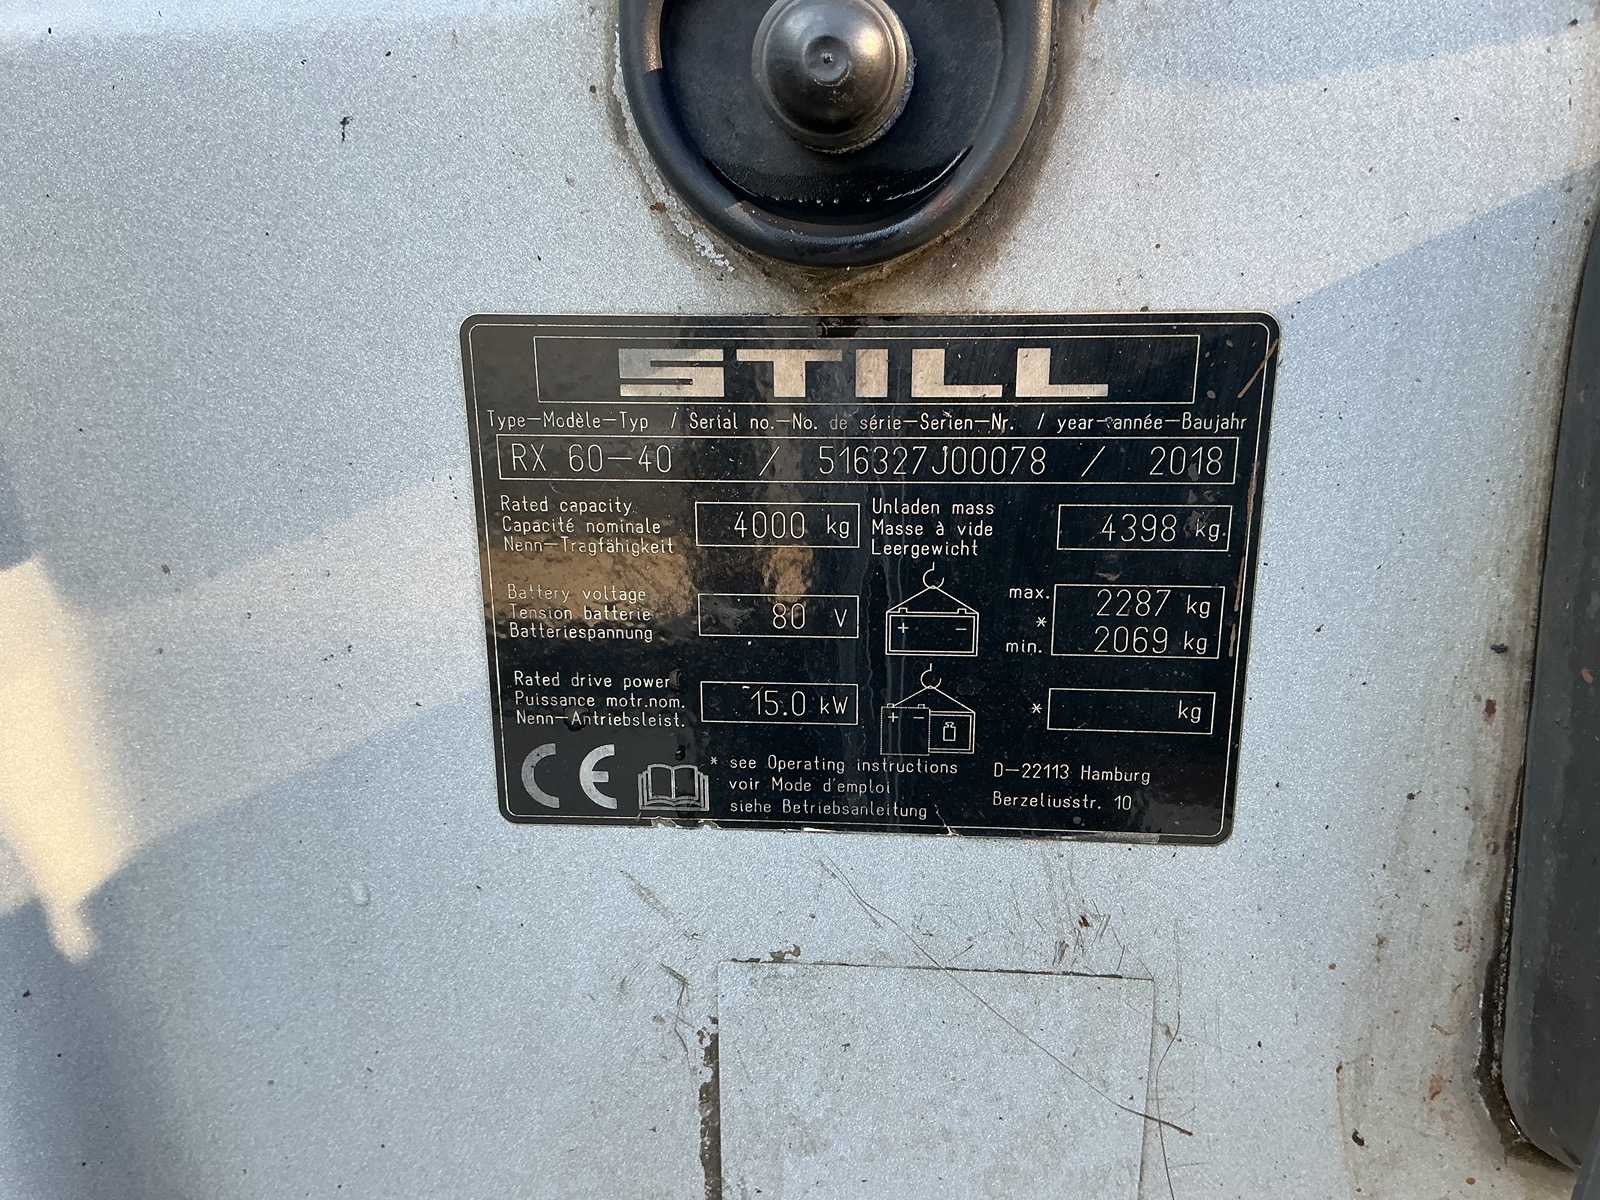 STILL
Type-Modèle-Typ / Serial no.-No. de série-Serien-Nr. / year-année-Baujahr
RX 60-40 / 516327J00078 / 2018
Rated capacity
Capacité nominale
Nenn-Tragfähigkeit
4000 kg
Unladen mass
Masse à vide
Leergewicht
4398 kg
Battery voltage
Tension batterie
Batteriespannung
80 V
+ -
max. 2287 kg
*
min. 2069 kg
Rated drive power
Puissance motr.nom.
Nenn-Antriebsleist.
15.0 kW
+ -
* kg
CE
* see Operating instructions
voir Mode d'emploi
siehe Betriebsanleitung
D-22113 Hamburg
Berzeliusstr. 10